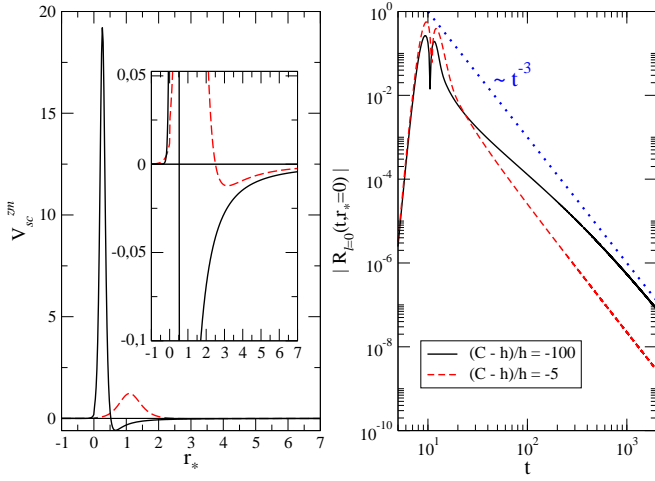 20
15
10
5
0
-1 0 1 2 3 4 5 6 7
r*
V_sc^zm
0,05
0
-0,05
-0,1
-1 0 1 2 3 4 5 6 7
10^0
10^-2
10^-4
10^-6
10^-8
10^-10
10^1 10^2 10^3
t
| R_l=0(t,r*=0) |
~ t^-3
(C - h)/h = -100
(C - h)/h = -5